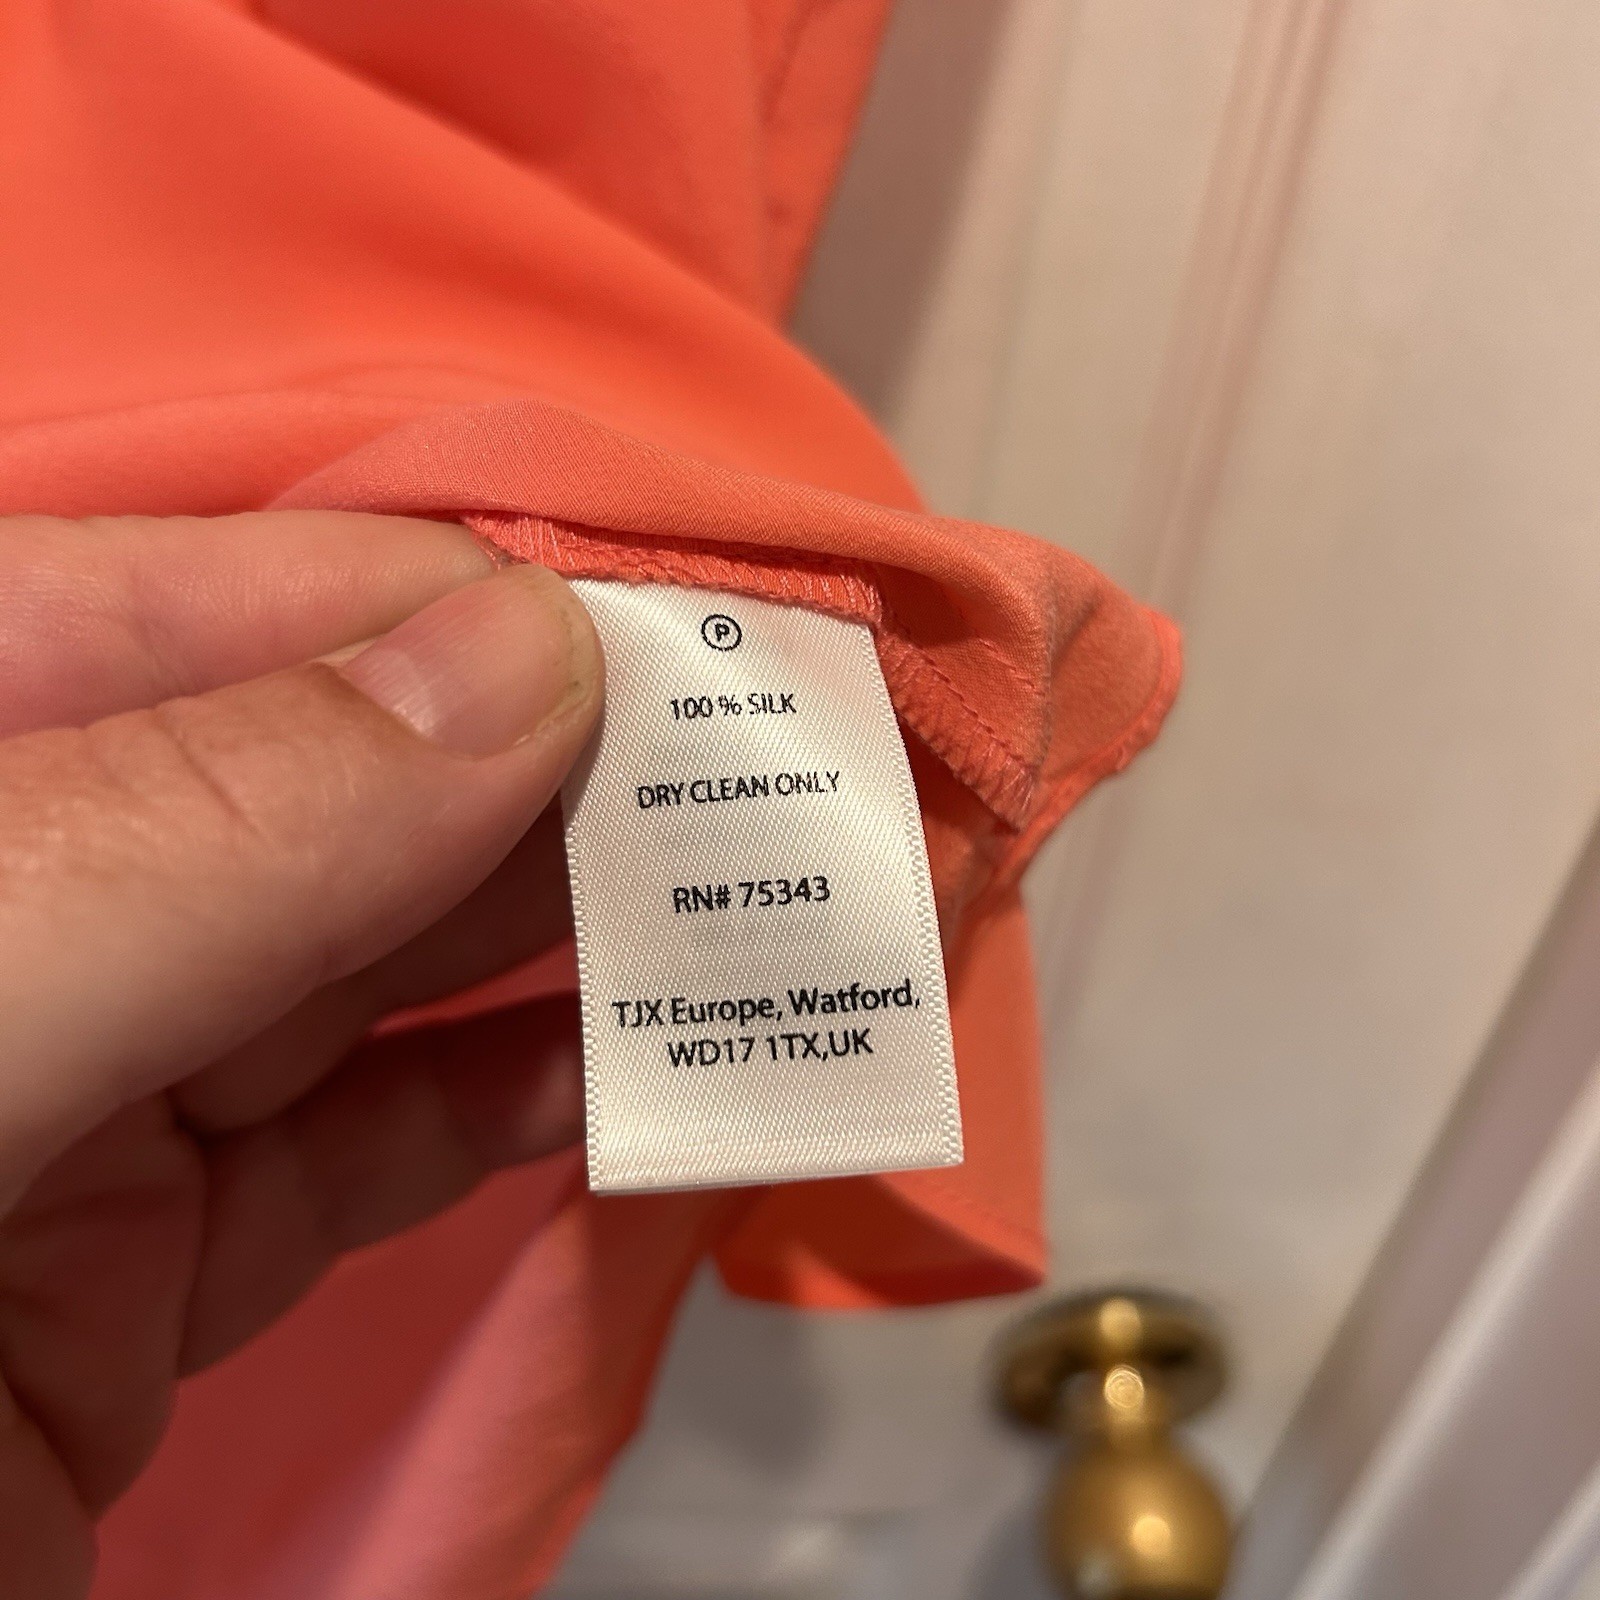 P
100 % SILK
DRY CLEAN ONLY
RN# 75343
TJX Europe, Watford,
WD17 1TX,UK